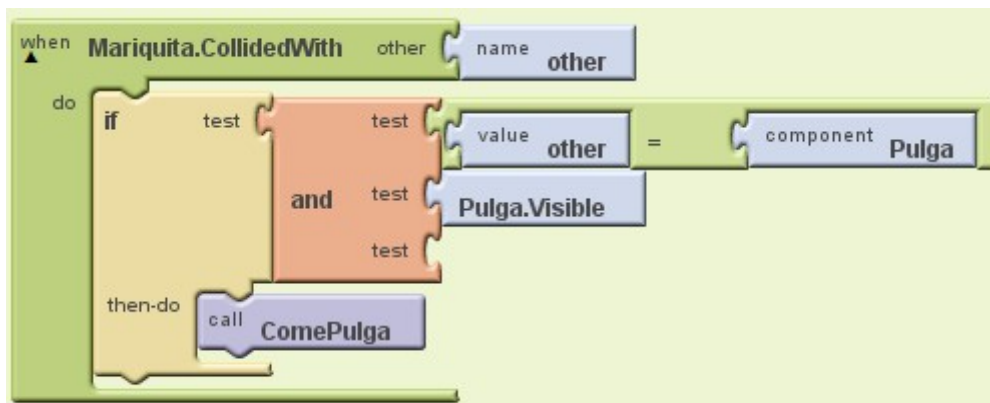 when Mariquita.CollidedWith other name other
do if test test value other = component Pulga
and test Pulga.Visible
test
then-do call ComePulga